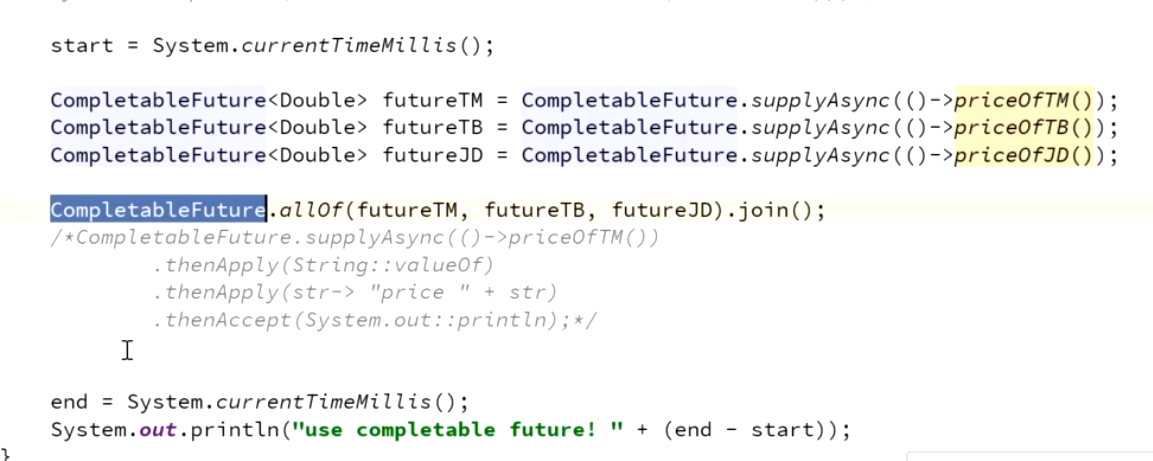 start = System.currentTimeMillis();
CompletableFuture<Double> futureTM = CompletableFuture.supplyAsync(()->priceOfTM());
CompletableFuture<Double> futureTB = CompletableFuture.supplyAsync(()->priceOfTB());
CompletableFuture<Double> futureJD = CompletableFuture.supplyAsync(()->priceOfJD());
CompletableFuture.allOf(futureTM, futureTB, futureJD).join();
/*CompletableFuture.supplyAsync(()->priceOfTM())
.thenApply(String::valueOf)
.thenApply(str-> "price " + str)
.thenAccept(System.out::println);*/
end = System.currentTimeMillis();
System.out.println("use completable future! " + (end - start));
}